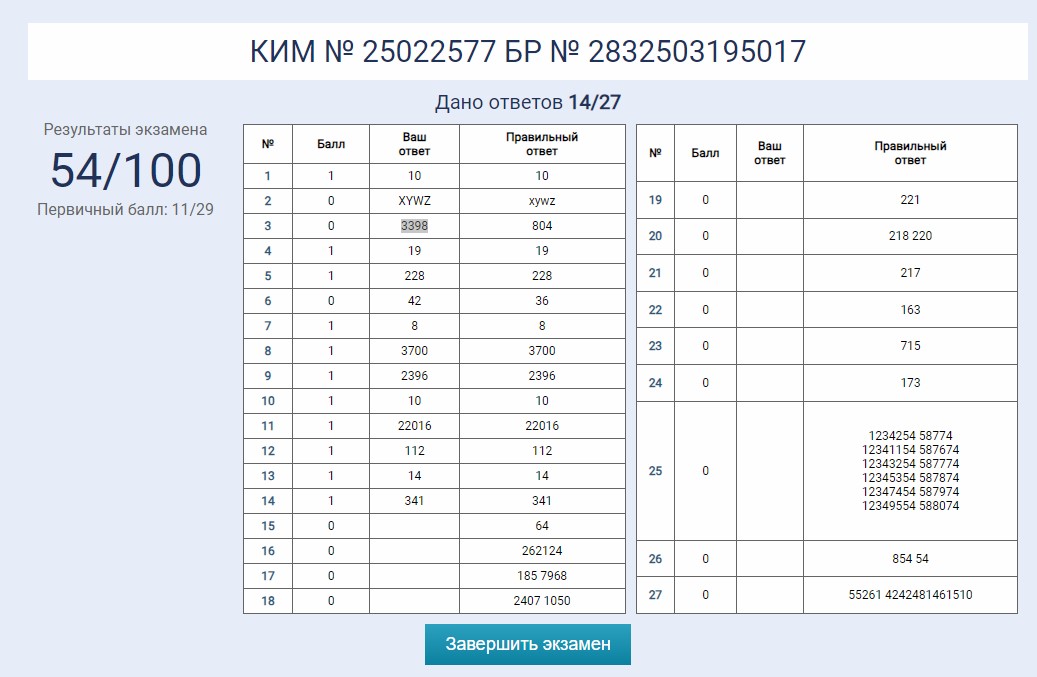 КИМ № 25022577 БР № 2832503195017
Дано ответов 14/27
Результаты экзамена
54/100
Первичный балл: 11/29
№ Балл Ваш ответ Правильный ответ
1 1 10 10
2 0 XYWZ xywz
3 0 3398 804
4 1 19 19
5 1 228 228
6 0 42 36
7 1 8 8
8 1 3700 3700
9 1 2396 2396
10 1 10 10
11 1 22016 22016
12 1 112 112
13 1 14 14
14 1 341 341
15 0 64
16 0 262124
17 0 185 7968
18 0 2407 1050
№ Балл Ваш ответ Правильный ответ
19 0 221
20 0 218 220
21 0 217
22 0 163
23 0 715
24 0 173
25 0
1234254 58774
12341154 587674
12343254 587774
12345354 587874
12347454 587974
12349554 588074
26 0 854 54
27 0 55261 4242481461510
Завершить экзамен